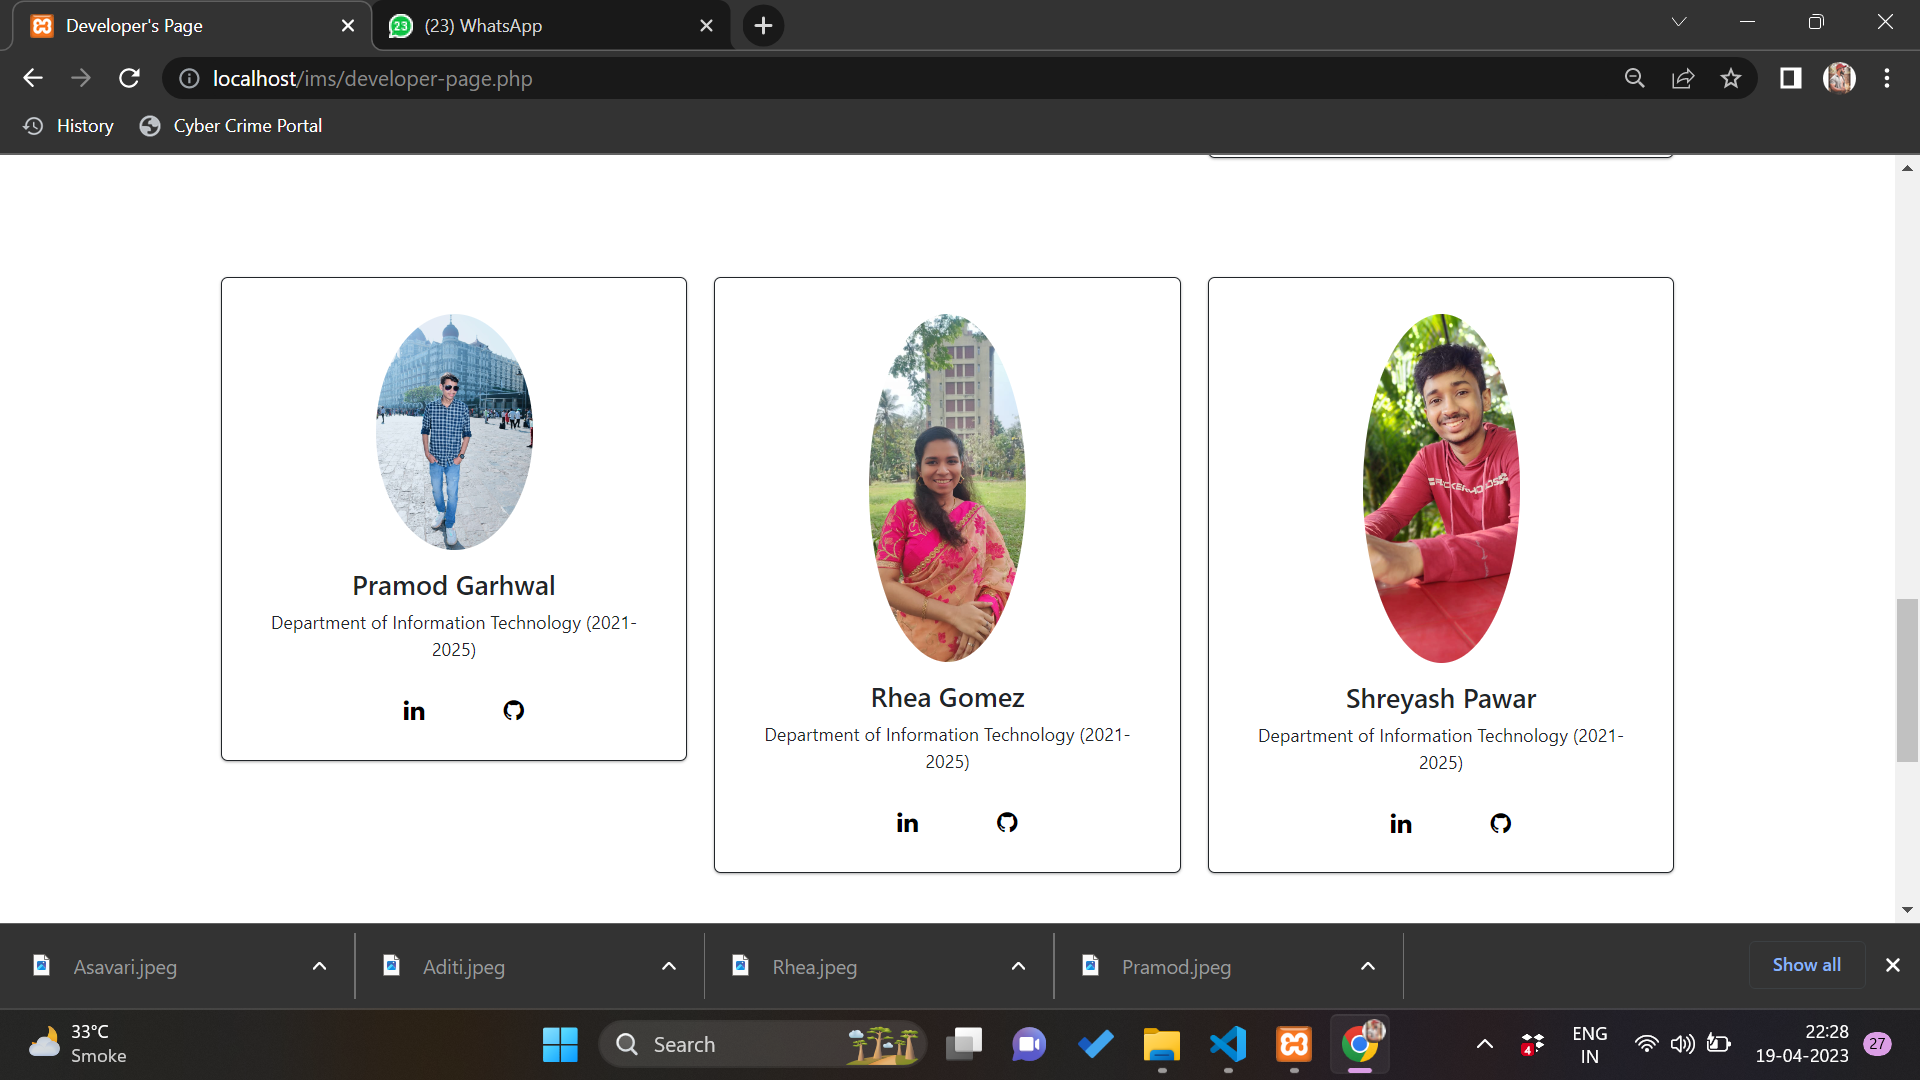 Developer's Page
23
(23) WhatsApp
localhost/ims/developer-page.php
History
Cyber Crime Portal
Pramod Garhwal
Department of Information Technology (2021-
2025)
in
Rhea Gomez
Department of Information Technology (2021-
2025)
in
Shreyash Pawar
Department of Information Technology (2021-
2025)
in
Asavari.jpeg
Aditi.jpeg
Rhea.jpeg
Pramod.jpeg
Show all
33°C
Smoke
Search
4
ENG
IN
22:28
19-04-2023
27